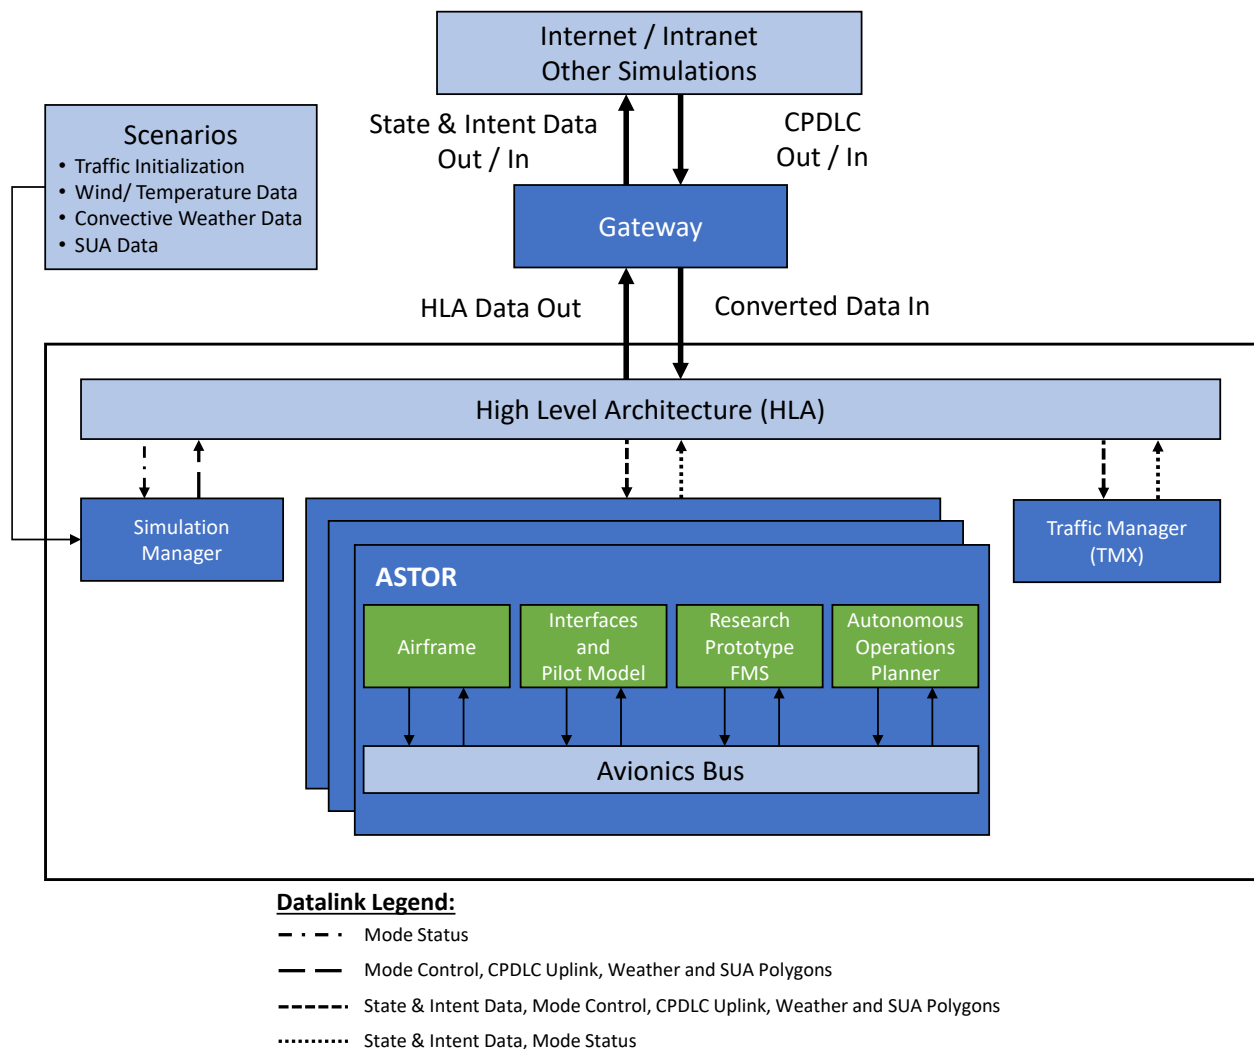 Internet / Intranet
Other Simulations
Scenarios
• Traffic Initialization
• Wind/ Temperature Data
• Convective Weather Data
• SUA Data
State & Intent Data
Out / In
CPDLC
Out / In
Gateway
HLA Data Out
Converted Data In
High Level Architecture (HLA)
Simulation
Manager
Traffic Manager
(TMX)
ASTOR
Airframe
Interfaces
and
Pilot Model
Research
Prototype
FMS
Autonomous
Operations
Planner
Avionics Bus
Datalink Legend:
Mode Status
Mode Control, CPDLC Uplink, Weather and SUA Polygons
State & Intent Data, Mode Control, CPDLC Uplink, Weather and SUA Polygons
State & Intent Data, Mode Status